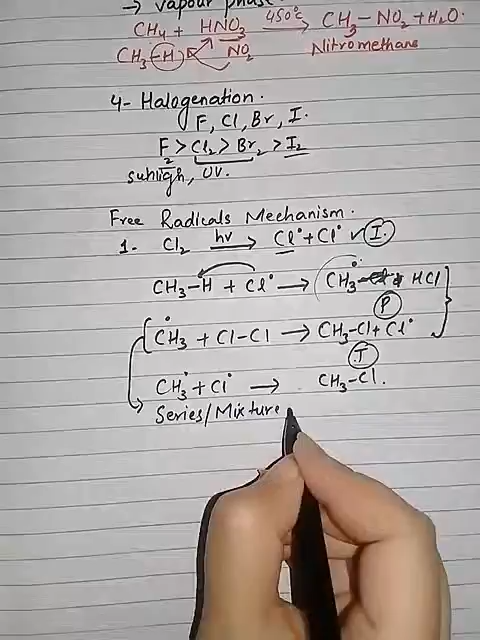 → vapour phase
CH₄ + HNO₃ 450°C → CH₃-NO₂ + H₂O.
CH₃-H NO₂ Nitromethane
4- Halogenation.
F, Cl, Br, I.
F₂ > Cl₂ > Br₂ > I₂
sunligh, UV.
Free Radicals Mechanism.
1- Cl₂ hv → Cl• + Cl• ✓ I.
CH₃-H + Cl• → CH₃• + HCl
P
CH₃• + Cl-Cl → CH₃-Cl + Cl•
T
CH₃• + Cl• → CH₃-Cl.
Series/Mixture